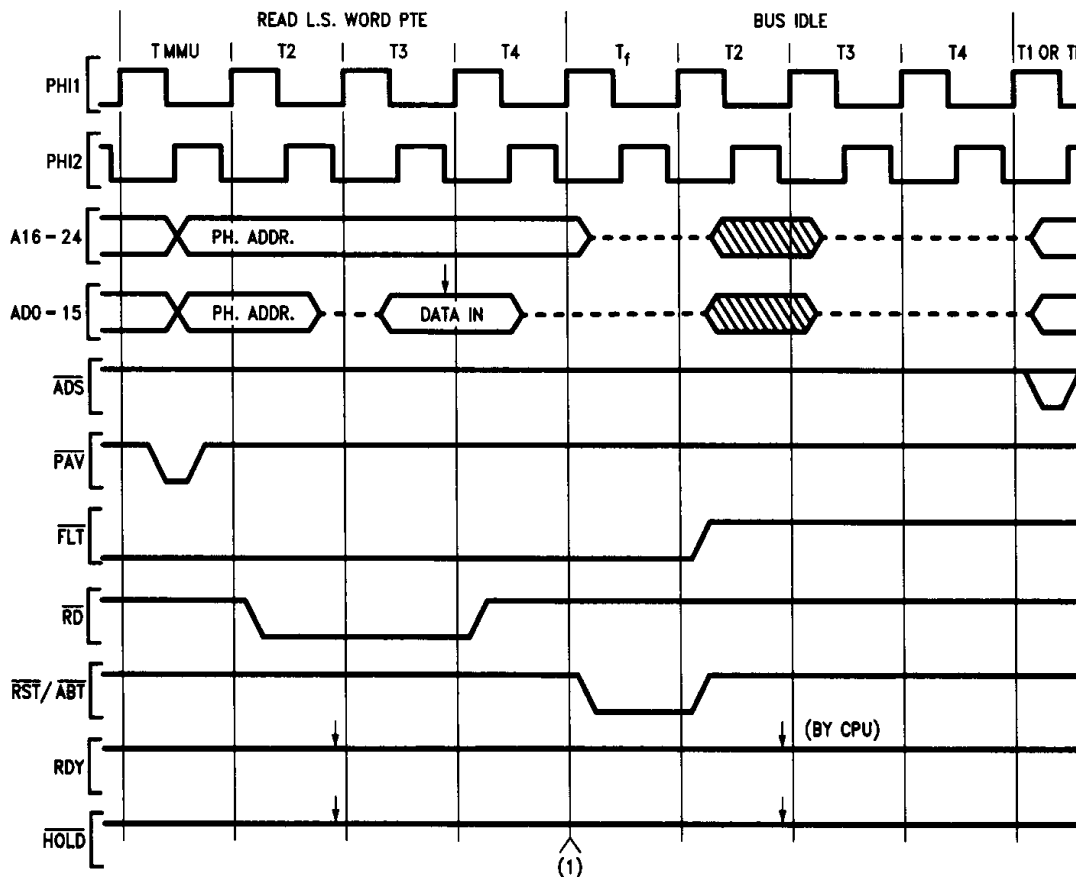 READ L.S. WORD PTE BUS IDLE
T MMU T2 T3 T4 Tf T2 T3 T4 T1 OR
PHI1
PHI2
A16-24 PH. ADDR.
AD0-15 PH. ADDR. DATA IN
ADS
PAV
FLT
RD
RST/ABT
(BY CPU)
RDY
HOLD
(1)